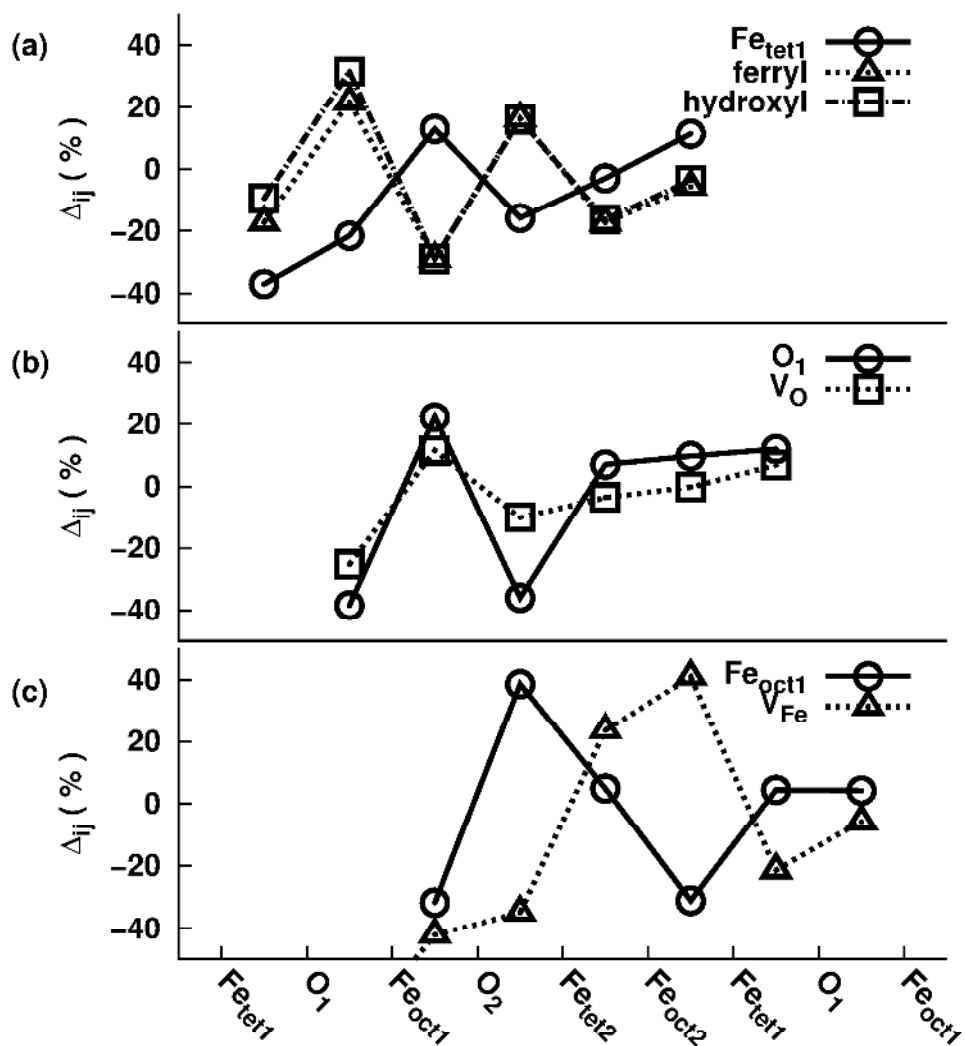 (a)
Δij ( % )
40
20
0
−20
−40
Fetet1
ferryl
hydroxyl
(b)
Δij ( % )
40
20
0
−20
−40
O1
VO
(c)
Δij ( % )
40
20
0
−20
−40
Feoct1
VFe
Fetet1
O1
Feoct1
O2
Fetet2
Feoct2
Fetet1
O1
Feoct1